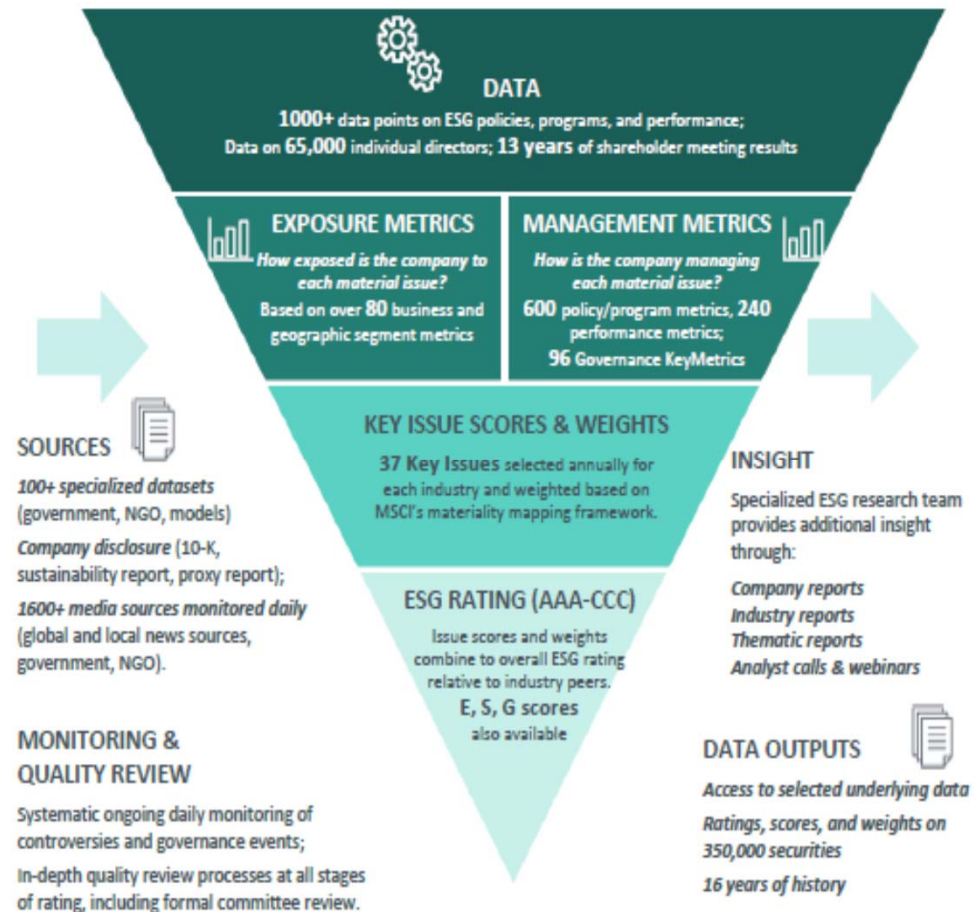 DATA
1000+ data points on ESG policies, programs, and performance;
Data on 65,000 individual directors; 13 years of shareholder meeting results
EXPOSURE METRICS
How exposed is the company to
each material issue?
Based on over 80 business and
geographic segment metrics
MANAGEMENT METRICS
How is the company managing
each material issue?
600 policy/program metrics, 240
performance metrics;
96 Governance KeyMetrics
KEY ISSUE SCORES & WEIGHTS
37 Key Issues selected annually for
each industry and weighted based on
MSCI's materiality mapping framework.
ESG RATING (AAA-CCC)
Issue scores and weights
combine to overall ESG rating
relative to industry peers.
E, S, G scores
also available
SOURCES
100+ specialized datasets
(government, NGO, models)
Company disclosure (10-K,
sustainability report, proxy report);
1600+ media sources monitored daily
(global and local news sources,
government, NGO).
MONITORING &
QUALITY REVIEW
Systematic ongoing daily monitoring of
controversies and governance events;
In-depth quality review processes at all stages
of rating, including formal committee review.
INSIGHT
Specialized ESG research team
provides additional insight
through:
Company reports
Industry reports
Thematic reports
Analyst calls & webinars
DATA OUTPUTS
Access to selected underlying data
Ratings, scores, and weights on
350,000 securities
16 years of history